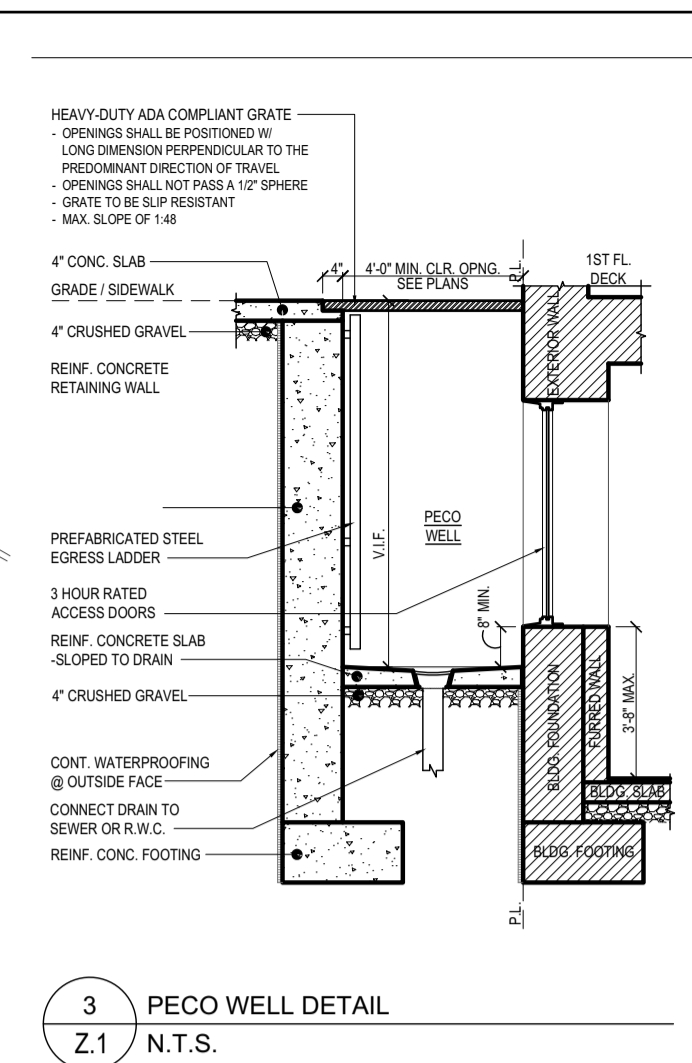 HEAVY-DUTY ADA COMPLIANT GRATE
- OPENINGS SHALL BE POSITIONED W/
LONG DIMENSION PERPENDICULAR TO THE
PREDOMINANT DIRECTION OF TRAVEL
- OPENINGS SHALL NOT PASS A 1/2" SPHERE
- GRATE TO BE SLIP RESISTANT
- MAX. SLOPE OF 1:48
4" CONC. SLAB
GRADE / SIDEWALK
4" CRUSHED GRAVEL
REINF. CONCRETE
RETAINING WALL
PREFABRICATED STEEL
EGRESS LADDER
3 HOUR RATED
ACCESS DOORS
REINF. CONCRETE SLAB
-SLOPED TO DRAIN
4" CRUSHED GRAVEL
CONT. WATERPROOFING
@ OUTSIDE FACE
CONNECT DRAIN TO
SEWER OR R.W.C.
REINF. CONC. FOOTING
4"
4'-0" MIN. CLR. OPNG.
SEE PLANS
P.L.
1ST FL.
DECK
EXTERIOR WALL
V.I.F.
PECO
WELL
8" MIN.
BLDG. FOUNDATION
FURRED WALL
3'-8" MAX.
BLDG. SLAB
BLDG. FOOTING
P.L.
3
PECO WELL DETAIL
Z.1
N.T.S.